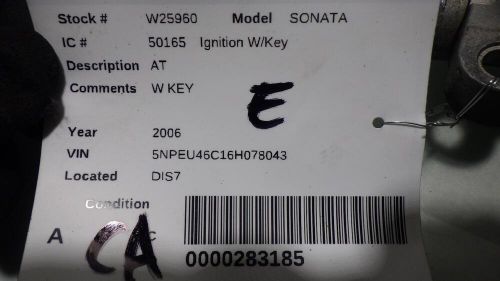 Stock # W25960 Model SONATA
IC # 50165 Ignition W/Key
Description AT
Comments W KEY
E
Year 2006
VIN 5NPEU46C16H078043
Located DIS7
Condition
A CA C
0000283185